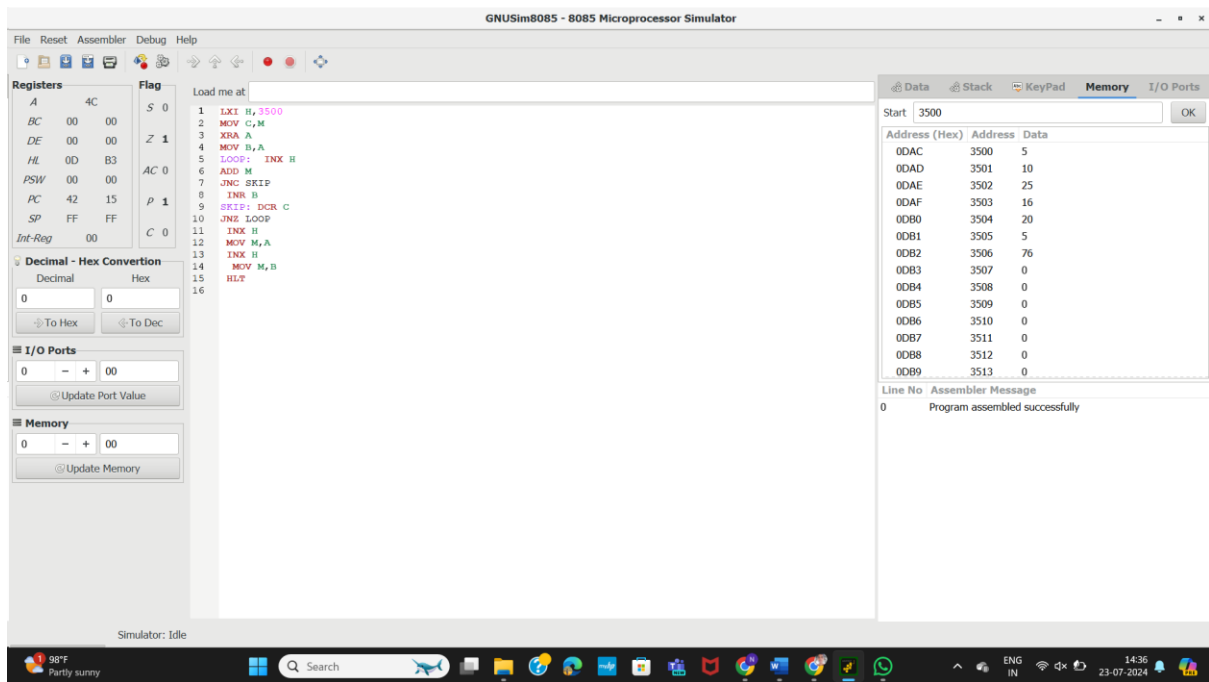 GNUSim8085 - 8085 Microprocessor Simulator
File Reset Assembler Debug Help
Registers
A 4C
BC 00 00
DE 00 00
HL 0D B3
PSW 00 00
PC 42 15
SP FF FF
Int-Reg 00
Flag
S 0
Z 1
AC 0
P 1
C 0
Decimal - Hex Convertion
Decimal Hex
0 0
To Hex To Dec
I/O Ports
0 − + 00
Update Port Value
Memory
0 − + 00
Update Memory
Load me at
1 LXI H,3500
2 MOV C,M
3 XRA A
4 MOV B,A
5 LOOP: INX H
6 ADD M
7 JNC SKIP
8 INR B
9 SKIP: DCR C
10 JNZ LOOP
11 INX H
12 MOV M,A
13 INX H
14 MOV M,B
15 HLT
16
Data Stack KeyPad Memory I/O Ports
Start 3500 OK
Address (Hex) Address Data
0DAC 3500 5
0DAD 3501 10
0DAE 3502 25
0DAF 3503 16
0DB0 3504 20
0DB1 3505 5
0DB2 3506 76
0DB3 3507 0
0DB4 3508 0
0DB5 3509 0
0DB6 3510 0
0DB7 3511 0
0DB8 3512 0
0DB9 3513 0
Line No Assembler Message
0 Program assembled successfully
Simulator: Idle
1 98°F
Partly sunny
Search
ENG
IN
14:36
23-07-2024